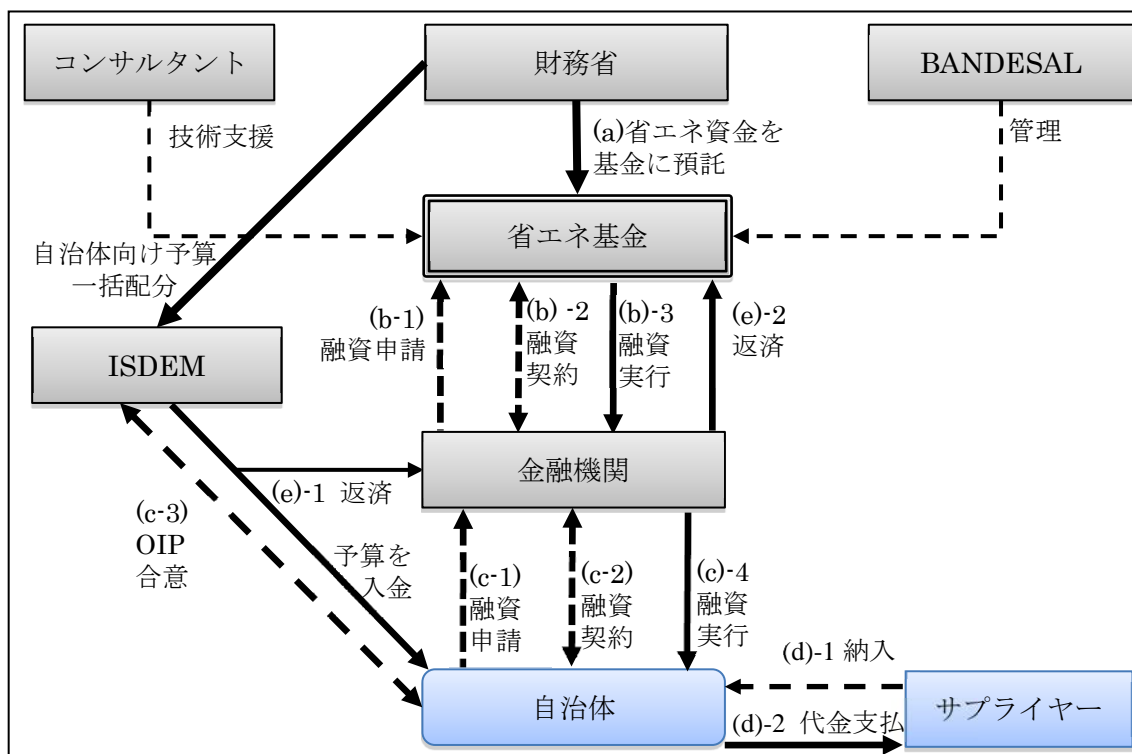 コンサルタント
財務省
BANDESAL
技術支援
(a)省エネ資金を
基金に預託
管理
省エネ基金
自治体向け予算
一括配分
(b-1)
融資申請
(b) -2
融資
契約
(b)-3
融資
実行
(e)-2
返済
ISDEM
金融機関
(e)-1 返済
(c-3)
OIP
合意
予算を
入金
(c-1)
融資
申請
(c-2)
融資
契約
(c)-4
融資
実行
(d)-1 納入
自治体
サプライヤー
(d)-2 代金支払